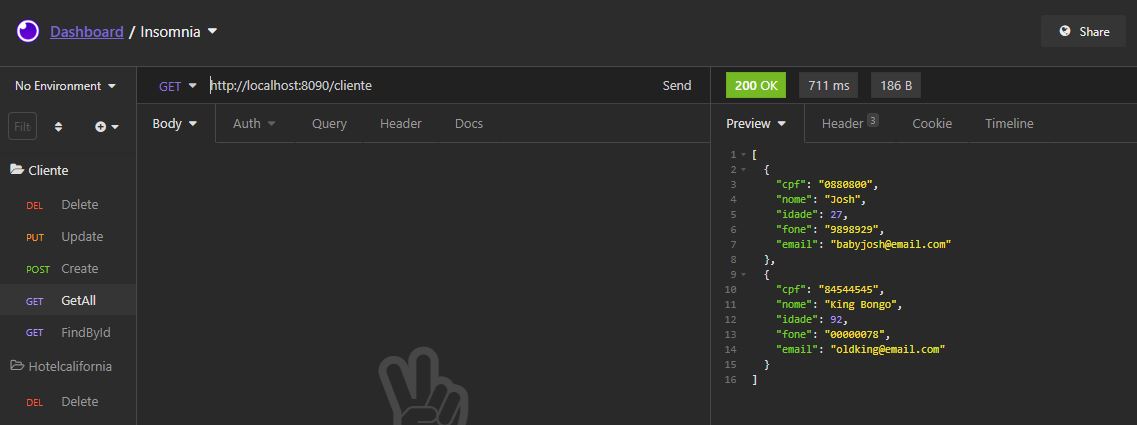 Dashboard / Insomnia
Share
No Environment
GET http://localhost:8090/cliente Send
200 OK 711 ms 186 B
Filt
Body Auth Query Header Docs
Preview Header 3 Cookie Timeline
Cliente
DEL Delete
PUT Update
POST Create
GET GetAll
GET FindById
Hotelcalifornia
DEL Delete
1 [
2 {
3 "cpf": "0880800",
4 "nome": "Josh",
5 "idade": 27,
6 "fone": "9898929",
7 "email": "babyjosh@email.com"
8 },
9 {
10 "cpf": "84544545",
11 "nome": "King Bongo",
12 "idade": 92,
13 "fone": "00000078",
14 "email": "oldking@email.com"
15 }
16 ]